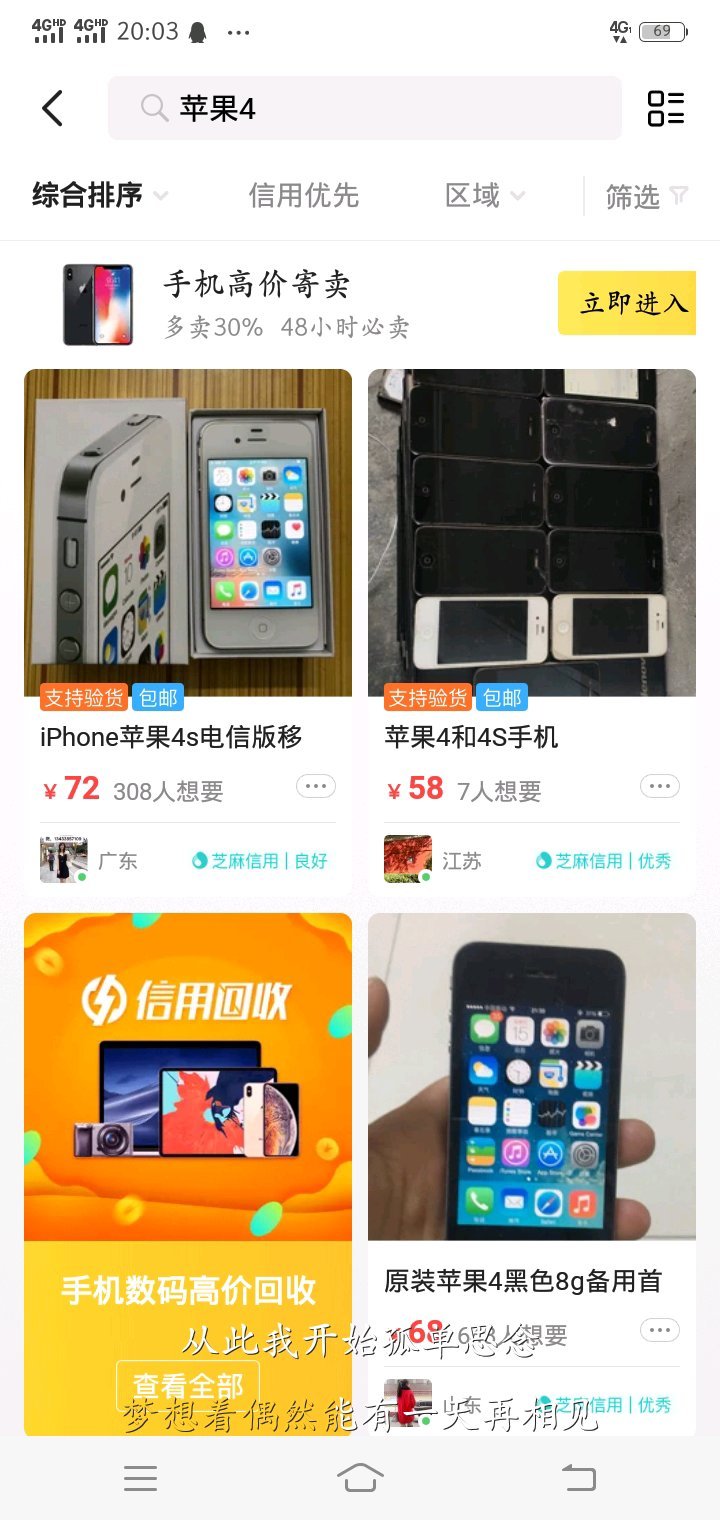 4GHD 4GHD 20:03 ...
4G 69
苹果4
综合排序 信用优先 区域 筛选
手机高价寄卖
多卖30% 48小时必卖
立即进入
支持验货 包邮
iPhone苹果4s电信版移
¥72 308人想要
广东 芝麻信用 | 良好
支持验货 包邮
苹果4和4S手机
¥58 7人想要
江苏 芝麻信用 | 优秀
信用回收
手机数码高价回收
查看全部
原装苹果4黑色8g备用首
68 人想要
芝麻信用 | 优秀
从此我开始孤单思念
梦想着偶然能有一天再相见